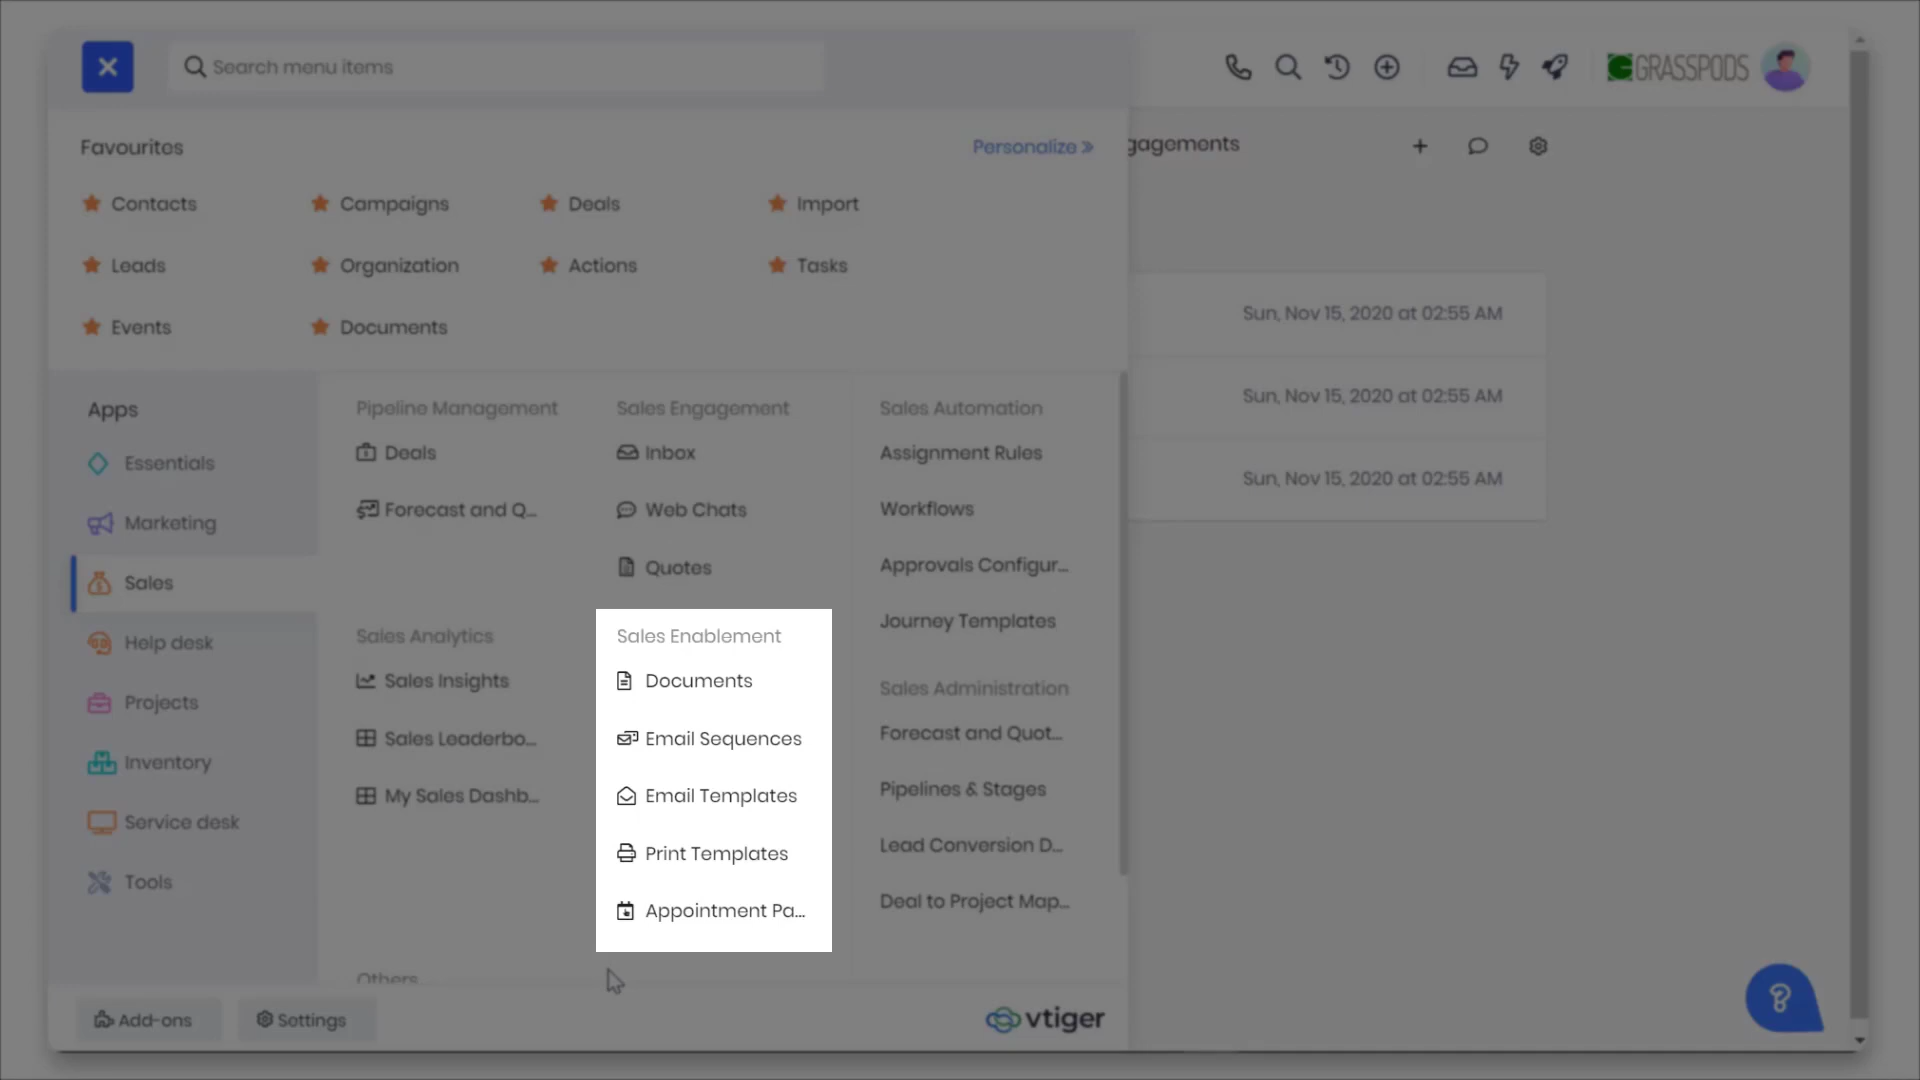 Search menu items
GRASSPODS
Favourites
Personalize »
gagements
Contacts
Campaigns
Deals
Import
Leads
Organization
Actions
Tasks
Events
Documents
Sun, Nov 15, 2020 at 02:55 AM
Sun, Nov 15, 2020 at 02:55 AM
Sun, Nov 15, 2020 at 02:55 AM
Apps
Essentials
Marketing
Sales
Help desk
Projects
Inventory
Service desk
Tools
Pipeline Management
Deals
Forecast and Q...
Sales Analytics
Sales Insights
Sales Leaderbo...
My Sales Dashb...
Others
Sales Engagement
Inbox
Web Chats
Quotes
Sales Enablement
Documents
Email Sequences
Email Templates
Print Templates
Appointment Pa...
Sales Automation
Assignment Rules
Workflows
Approvals Configur...
Journey Templates
Sales Administration
Forecast and Quot...
Pipelines & Stages
Lead Conversion D...
Deal to Project Map...
Add-ons
Settings
vtiger
?